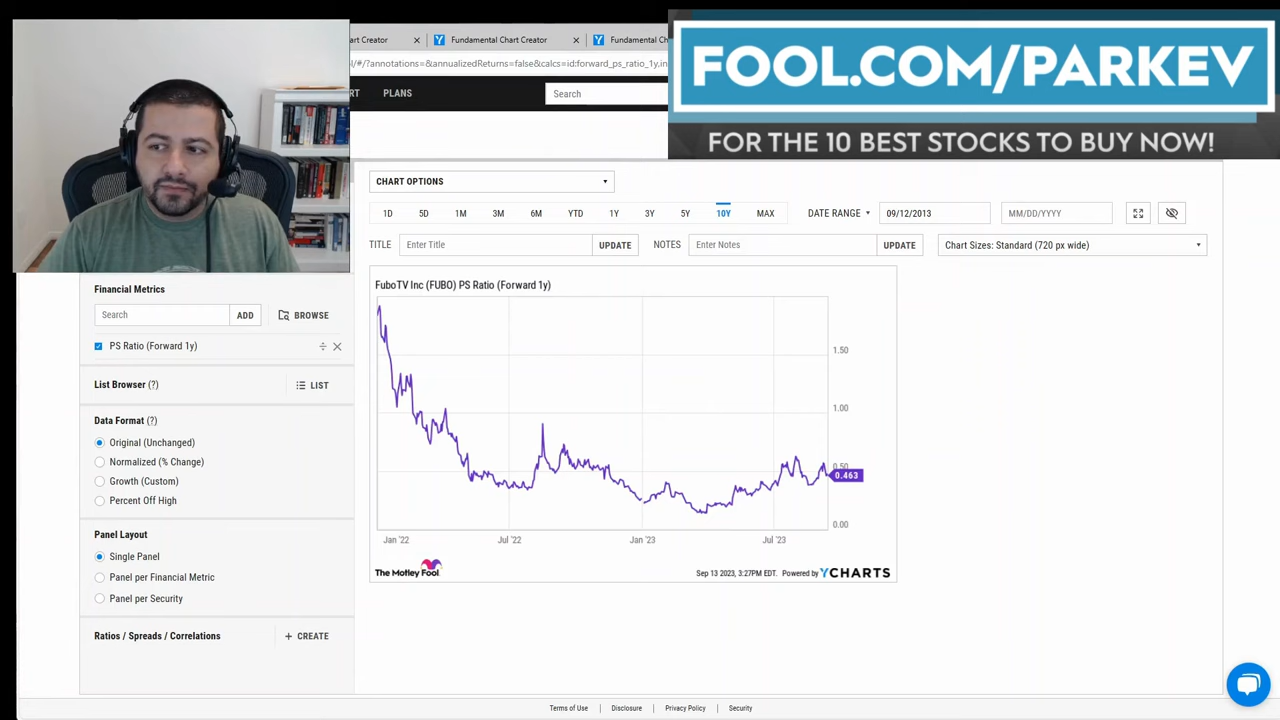 rt Creator
Fundamental Chart Creator
Fundamental Ch
l/#/?annotations=&annualizedReturns=false&calcs=id:forward_ps_ratio_1y,in
FOOL.COM/PARKEV
FOR THE 10 BEST STOCKS TO BUY NOW!
RT
PLANS
Search
CHART OPTIONS
1D 5D 1M 3M 6M YTD 1Y 3Y 5Y 10Y MAX DATE RANGE 09/12/2013 MM/DD/YYYY
TITLE Enter Title UPDATE NOTES Enter Notes UPDATE Chart Sizes: Standard (720 px wide)
Financial Metrics
Search ADD BROWSE
PS Ratio (Forward 1y)
List Browser (?) LIST
Data Format (?)
Original (Unchanged)
Normalized (% Change)
Growth (Custom)
Percent Off High
Panel Layout
Single Panel
Panel per Financial Metric
Panel per Security
Ratios / Spreads / Correlations + CREATE
FuboTV Inc (FUBO) PS Ratio (Forward 1y)
1.50
1.00
0.50
0.463
0.00
Jan '22 Jul '22 Jan '23 Jul '23
The Motley Fool.
Sep 13 2023, 3:27PM EDT. Powered by YCHARTS
Terms of Use Disclosure Privacy Policy Security